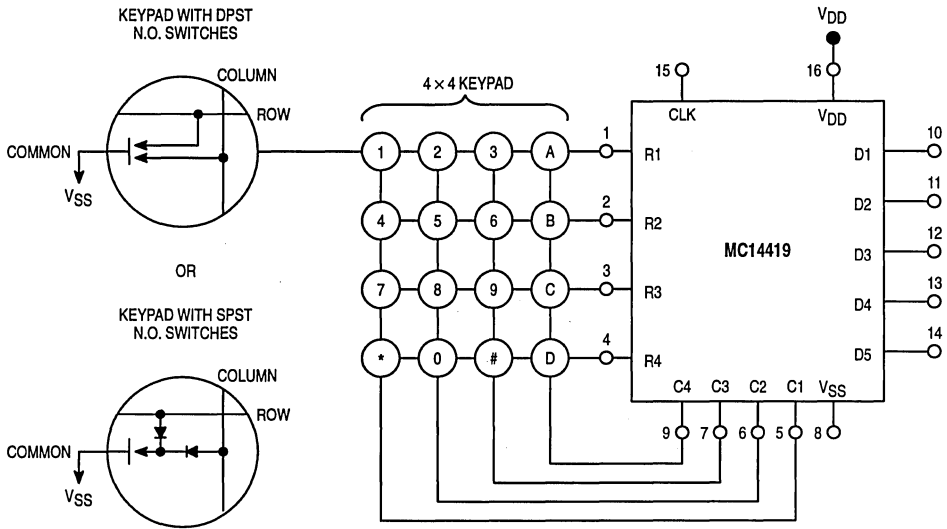 KEYPAD WITH DPST
N.O. SWITCHES
COLUMN
ROW
COMMON
VSS
OR
KEYPAD WITH SPST
N.O. SWITCHES
COLUMN
ROW
COMMON
VSS
4 × 4 KEYPAD
1 2 3 A
4 5 6 B
7 8 9 C
* 0 # D
VDD
15
16
CLK
VDD
1
R1
2
R2
3
R3
4
R4
MC14419
D1
10
D2
11
D3
12
D4
13
D5
14
C4 C3 C2 C1 VSS
9 7 6 5 8